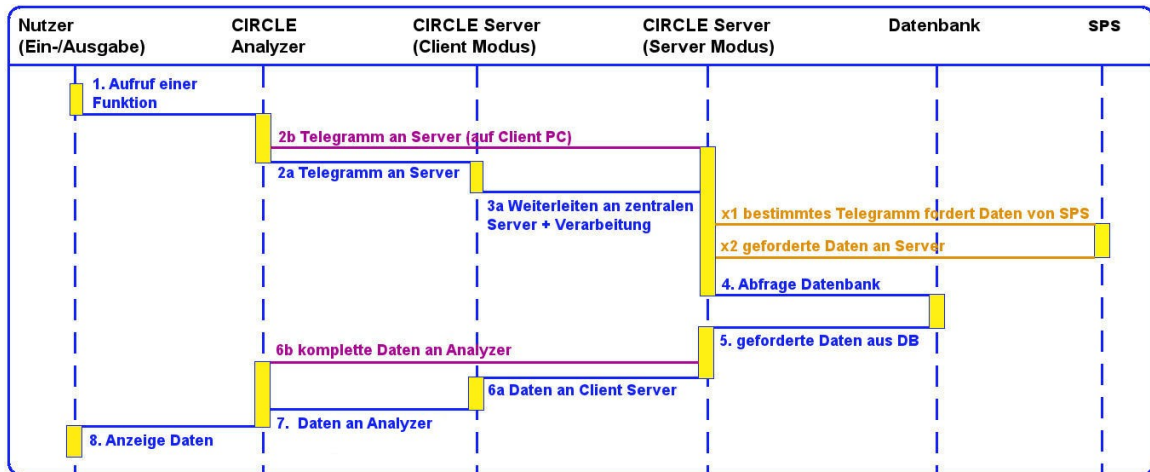 Nutzer
(Ein-/Ausgabe)
CIRCLE
Analyzer
CIRCLE Server
(Client Modus)
CIRCLE Server
(Server Modus)
Datenbank
SPS
1. Aufruf einer
Funktion
2b Telegramm an Server (auf Client PC)
2a Telegramm an Server
3a Weiterleiten an zentralen
Server + Verarbeitung
x1 bestimmtes Telegramm fordert Daten von SPS
x2 geforderte Daten an Server
4. Abfrage Datenbank
5. geforderte Daten aus DB
6b komplette Daten an Analyzer
6a Daten an Client Server
7. Daten an Analyzer
8. Anzeige Daten